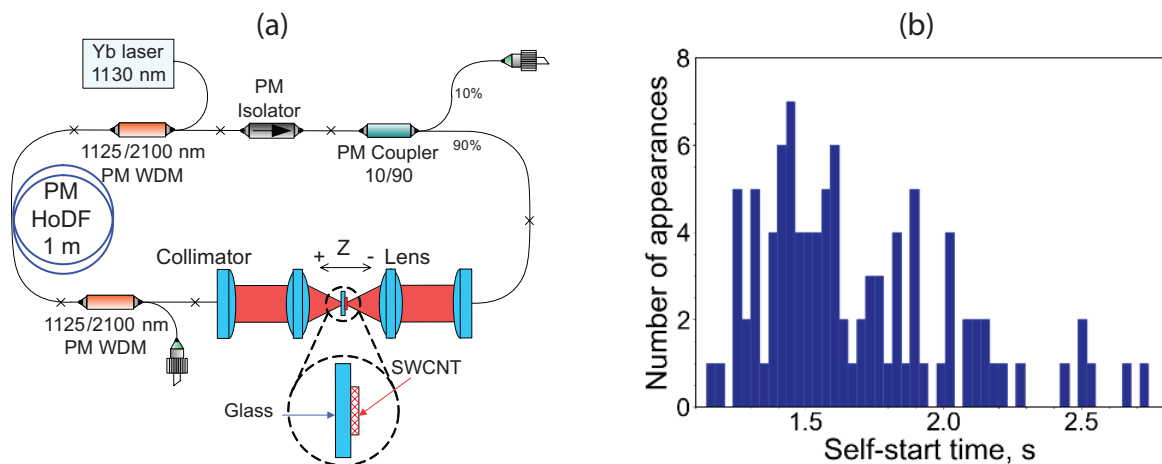 (a)
Yb laser
1130 nm
PM
Isolator
10%
90%
1125/2100 nm
PM WDM
PM Coupler
10/90
PM
HoDF
1 m
Collimator
+ Z -
Lens
1125/2100 nm
PM WDM
SWCNT
Glass
(b)
Number of appearances
8
6
4
2
0
1.5 2.0 2.5
Self-start time, s